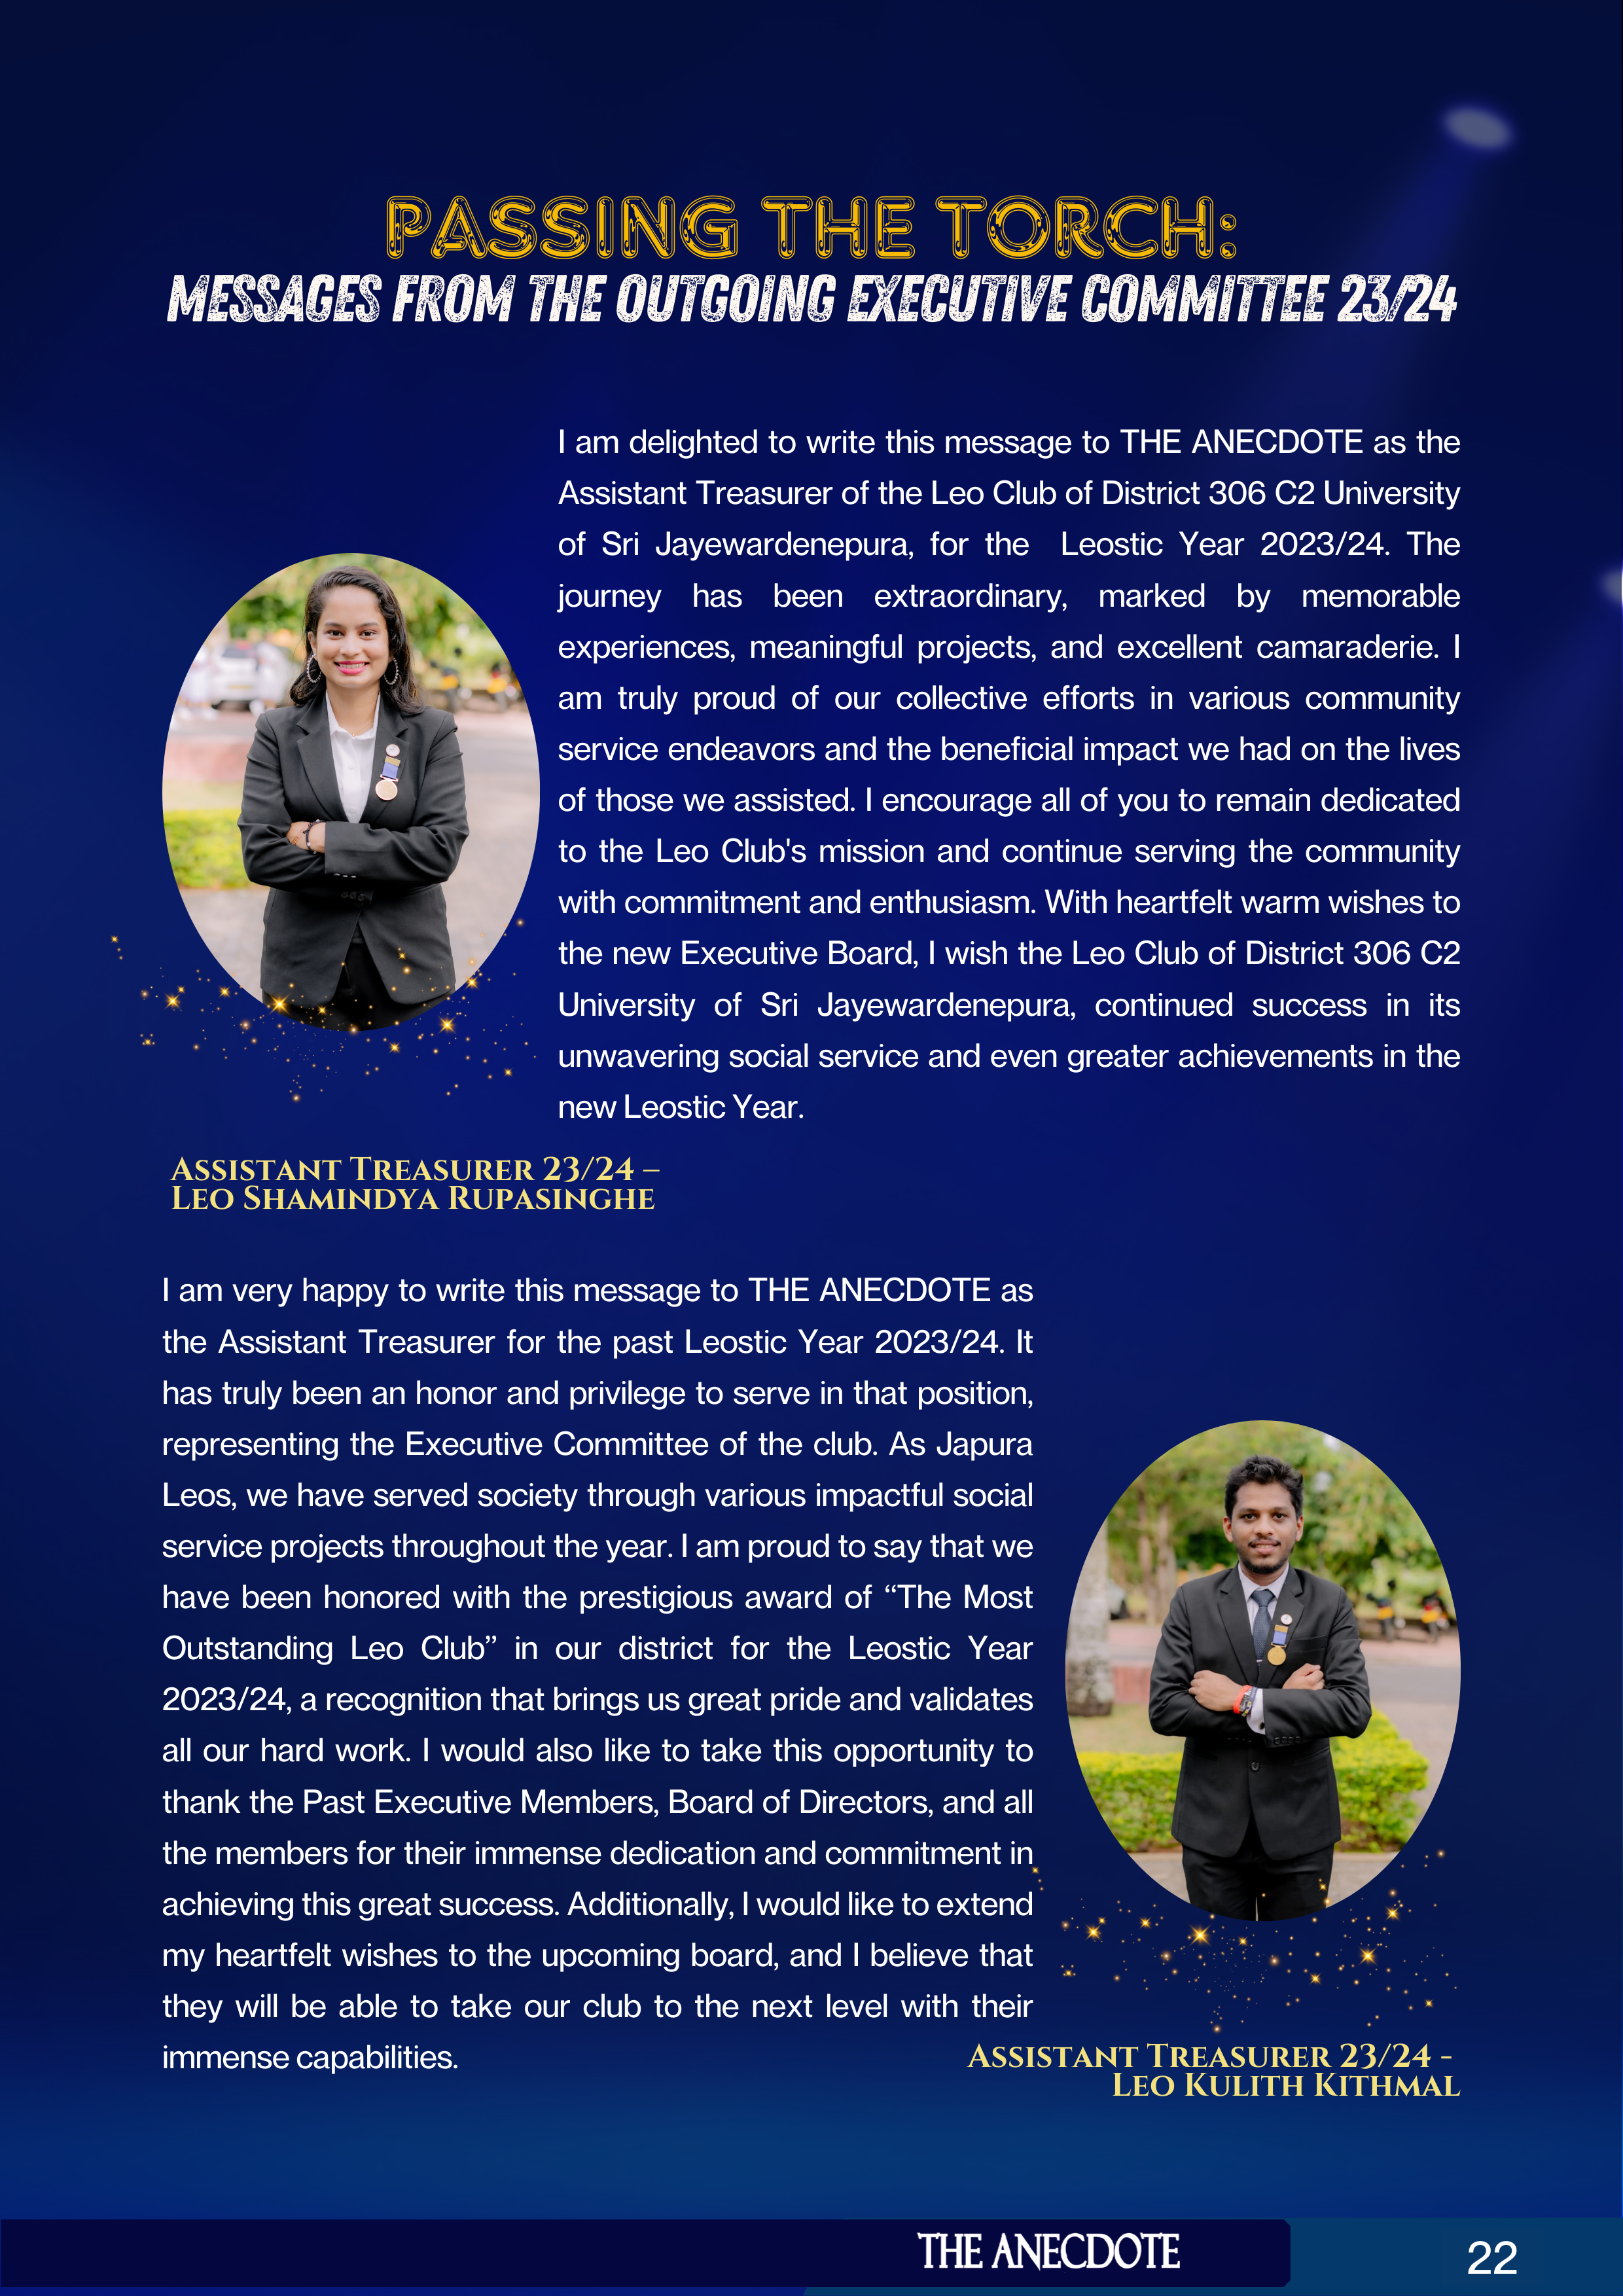 PASSING THE TORCH:
MESSAGES FROM THE OUTGOING EXECUTIVE COMMITTEE 23/24
I am delighted to write this message to THE ANECDOTE as the
Assistant Treasurer of the Leo Club of District 306 C2 University
of Sri Jayewardenepura, for the Leostic Year 2023/24. The
journey has been extraordinary, marked by memorable
experiences, meaningful projects, and excellent camaraderie. I
am truly proud of our collective efforts in various community
service endeavors and the beneficial impact we had on the lives
of those we assisted. I encourage all of you to remain dedicated
to the Leo Club's mission and continue serving the community
with commitment and enthusiasm. With heartfelt warm wishes to
the new Executive Board, I wish the Leo Club of District 306 C2
University of Sri Jayewardenepura, continued success in its
unwavering social service and even greater achievements in the
new Leostic Year.
ASSISTANT TREASURER 23/24 –
LEO SHAMINDYA RUPASINGHE
I am very happy to write this message to THE ANECDOTE as
the Assistant Treasurer for the past Leostic Year 2023/24. It
has truly been an honor and privilege to serve in that position,
representing the Executive Committee of the club. As Japura
Leos, we have served society through various impactful social
service projects throughout the year. I am proud to say that we
have been honored with the prestigious award of “The Most
Outstanding Leo Club” in our district for the Leostic Year
2023/24, a recognition that brings us great pride and validates
all our hard work. I would also like to take this opportunity to
thank the Past Executive Members, Board of Directors, and all
the members for their immense dedication and commitment in
achieving this great success. Additionally, I would like to extend
my heartfelt wishes to the upcoming board, and I believe that
they will be able to take our club to the next level with their
immense capabilities.
ASSISTANT TREASURER 23/24 -
LEO KULITH KITHMAL
THE ANECDOTE
22